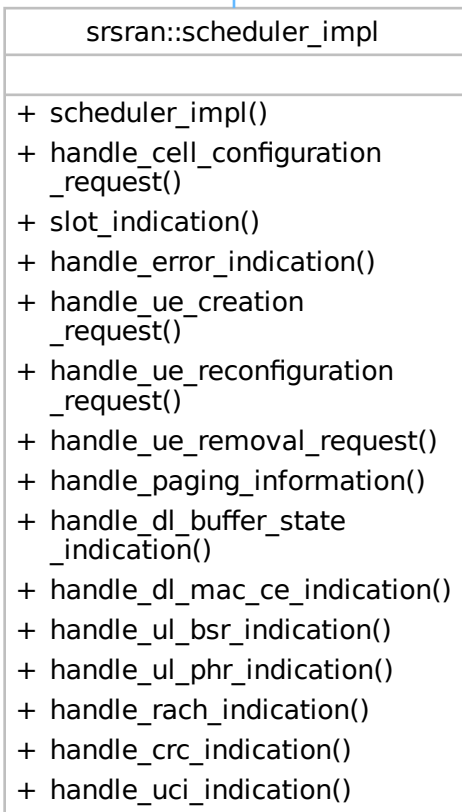 srsran::scheduler_impl
+ scheduler_impl()
+ handle_cell_configuration
_request()
+ slot_indication()
+ handle_error_indication()
+ handle_ue_creation
_request()
+ handle_ue_reconfiguration
_request()
+ handle_ue_removal_request()
+ handle_paging_information()
+ handle_dl_buffer_state
_indication()
+ handle_dl_mac_ce_indication()
+ handle_ul_bsr_indication()
+ handle_ul_phr_indication()
+ handle_rach_indication()
+ handle_crc_indication()
+ handle_uci_indication()